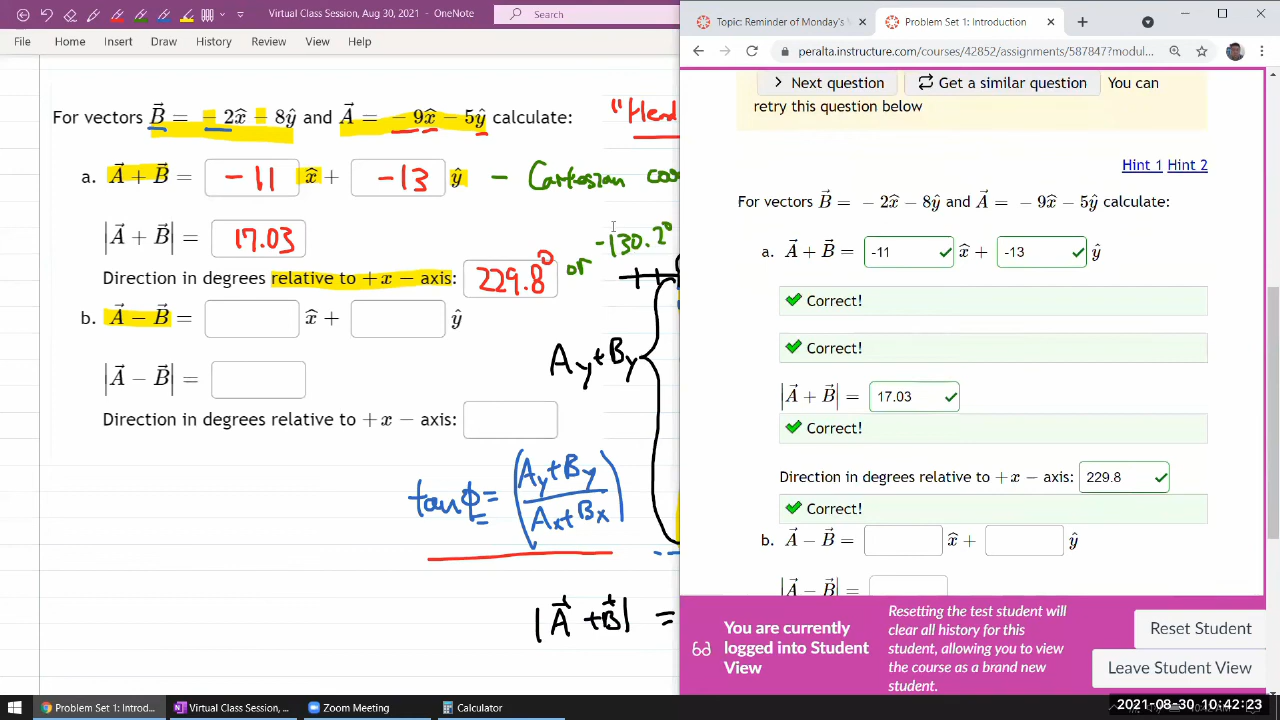 Virtual Class Session, Aug 30, 2021 - OneNote
Search
File Home Insert Draw History Review View Help
For vectors B⃗ = − 2x̂ − 8ŷ and A⃗ = − 9x̂ − 5ŷ calculate:
"Head
a. A⃗ + B⃗ = -11 x̂ + -13 ŷ - Cartesian coo
|A⃗ + B⃗| = 17.03
Direction in degrees relative to +x − axis: 229.8° or -130.2°
b. A⃗ − B⃗ = x̂ + ŷ
Ay+By
|A⃗ − B⃗| =
Direction in degrees relative to +x − axis:
tanΦ = (Ay+By / Ax+Bx)
|A⃗ + B⃗| =
Topic: Reminder of Monday's M
Problem Set 1: Introduction
peralta.instructure.com/courses/42852/assignments/587847?modul...
Next question Get a similar question You can
retry this question below
Hint 1 Hint 2
For vectors B⃗ = − 2x̂ − 8ŷ and A⃗ = − 9x̂ − 5ŷ calculate:
a. A⃗ + B⃗ = -11 x̂ + -13 ŷ
Correct!
Correct!
|A⃗ + B⃗| = 17.03
Correct!
Direction in degrees relative to +x − axis: 229.8
Correct!
b. A⃗ − B⃗ = x̂ + ŷ
|A⃗ − B⃗| =
You are currently
logged into Student
View
Resetting the test student will
clear all history for this
student, allowing you to view
the course as a brand new
student.
Reset Student
Leave Student View
Problem Set 1: Introd...
Virtual Class Session,...
Zoom Meeting
Calculator
2021-08-30 10:42:23